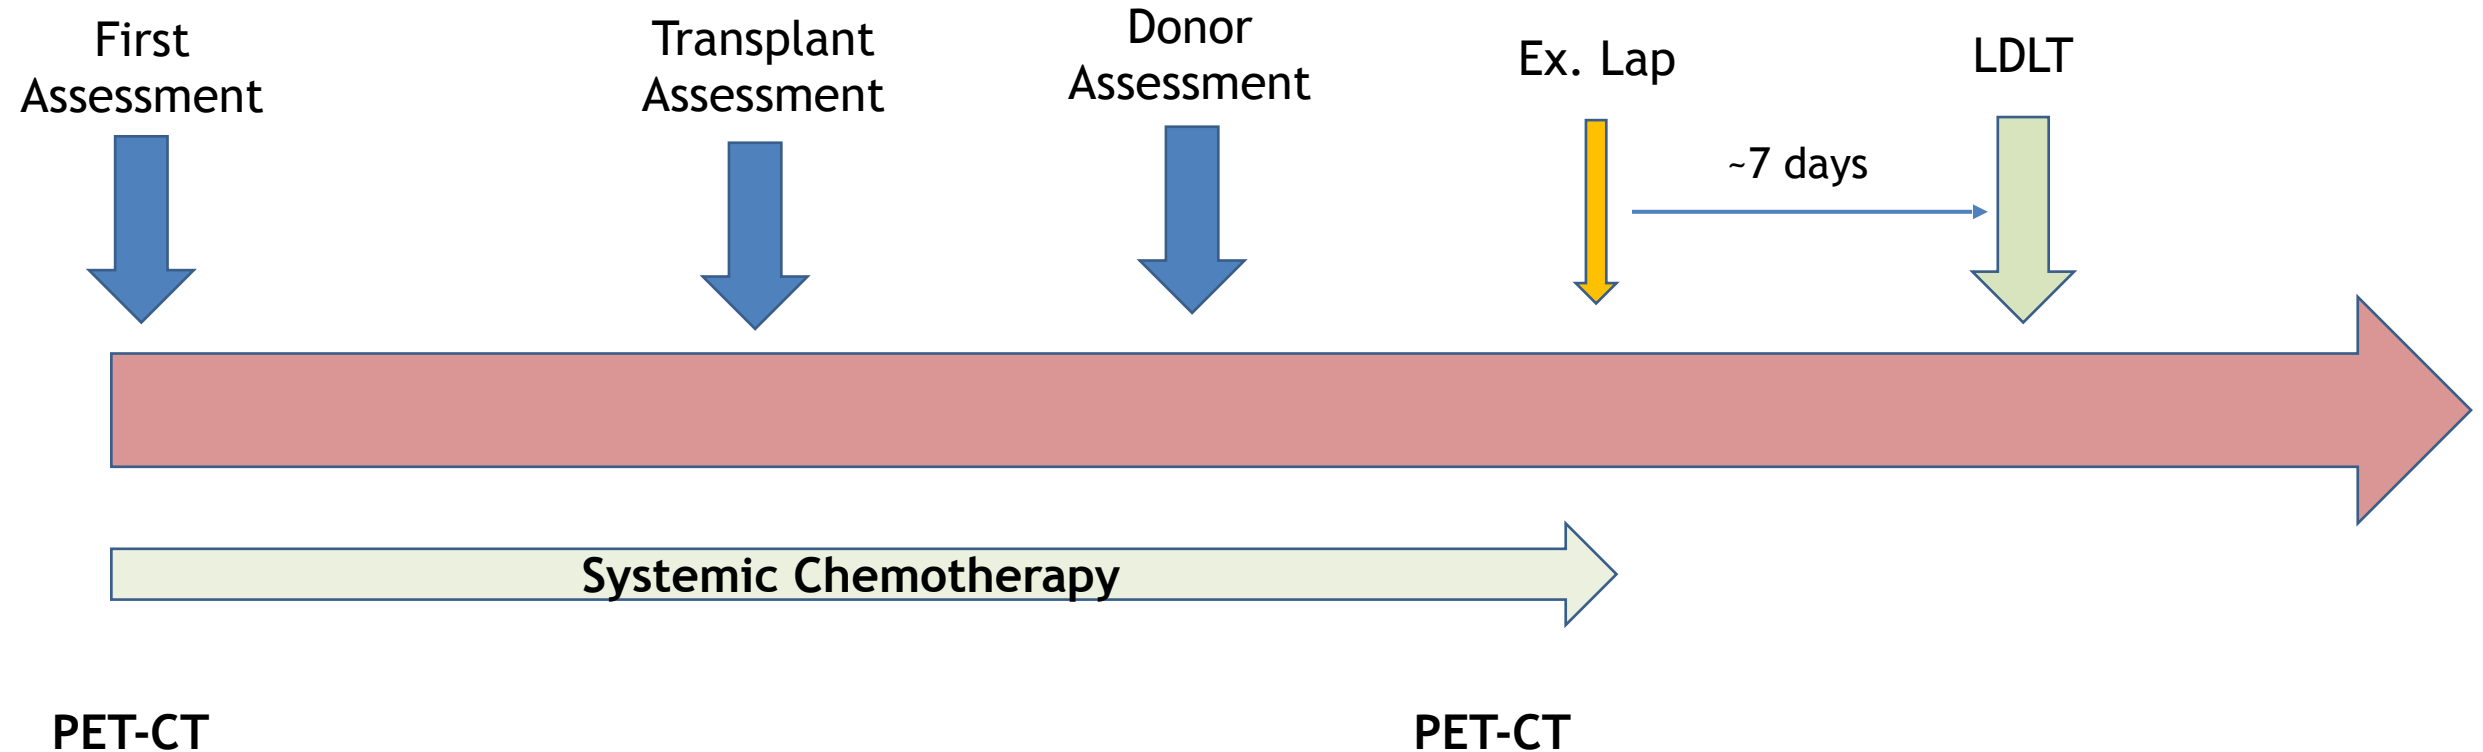 First
Assessment
Transplant
Assessment
Donor
Assessment
Ex. Lap
LDLT
~7 days
Systemic Chemotherapy
PET-CT
PET-CT